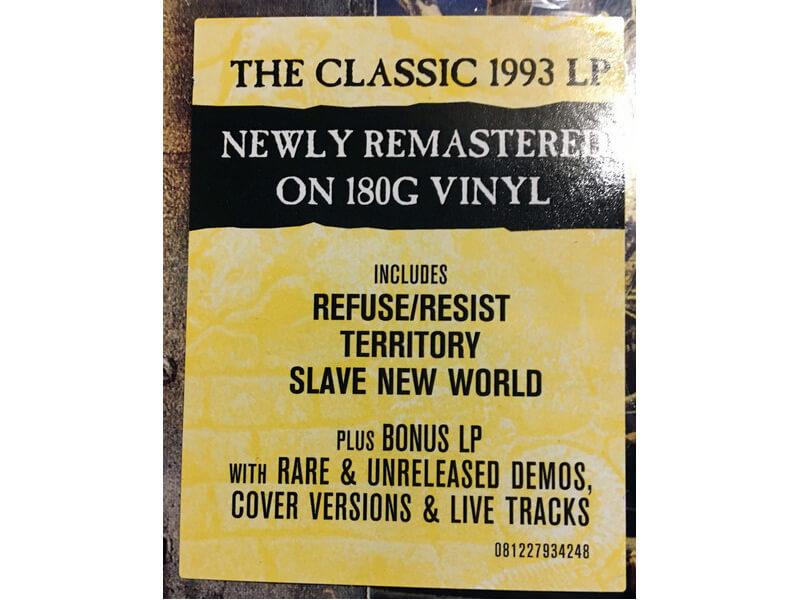 THE CLASSIC 1993 LP
NEWLY REMASTERED
ON 180G VINYL
INCLUDES
REFUSE/RESIST
TERRITORY
SLAVE NEW WORLD
PLUS BONUS LP
WITH RARE & UNRELEASED DEMOS,
COVER VERSIONS & LIVE TRACKS
081227934248